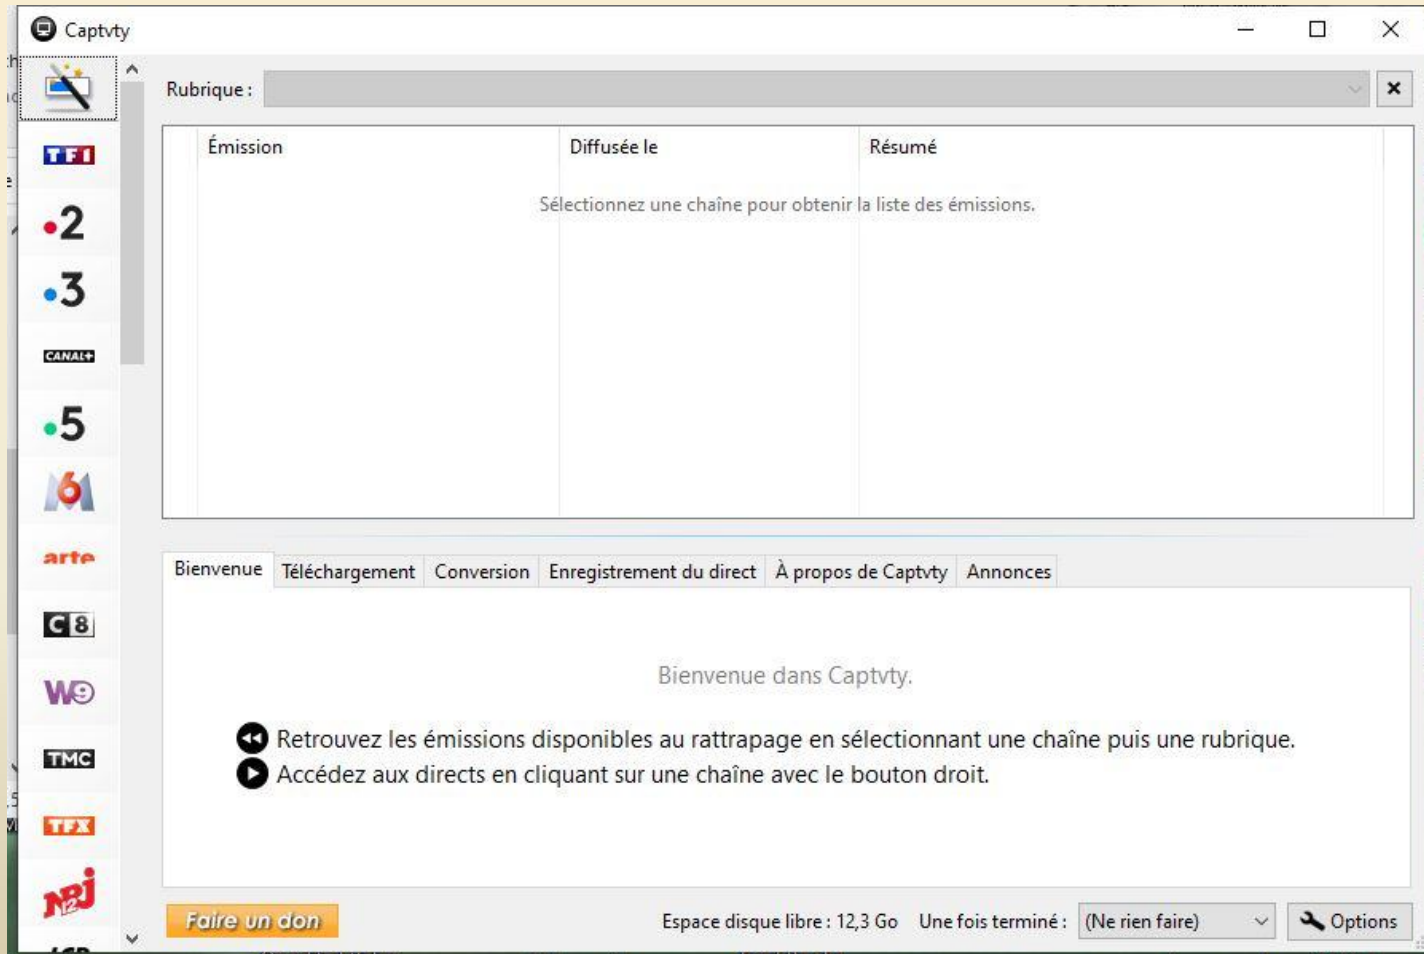 Captvty
Rubrique :
TF1
2
3
CANAL+
5
M6
arte
C8
W9
TMC
TFX
NRJ
12
Émission Diffusée le Résumé
Sélectionnez une chaîne pour obtenir la liste des émissions.
Bienvenue Téléchargement Conversion Enregistrement du direct À propos de Captvty Annonces
Bienvenue dans Captvty.
Retrouvez les émissions disponibles au rattrapage en sélectionnant une chaîne puis une rubrique.
Accédez aux directs en cliquant sur une chaîne avec le bouton droit.
Faire un don Espace disque libre : 12,3 Go Une fois terminé : (Ne rien faire) Options